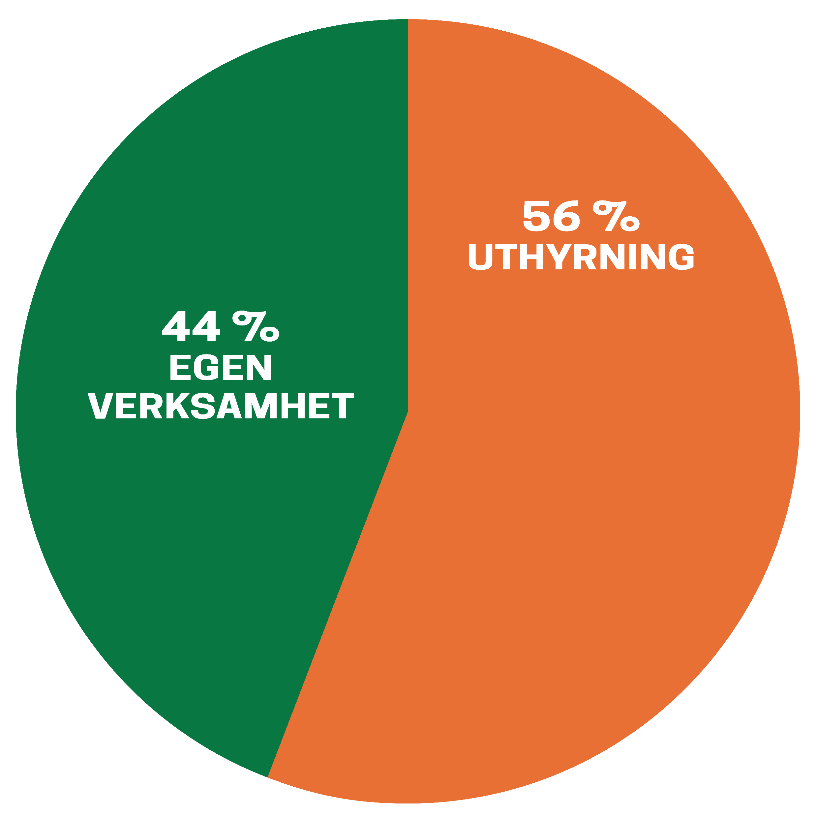 56 %
UTHYRNING
44 %
EGEN
VERKSAMHET